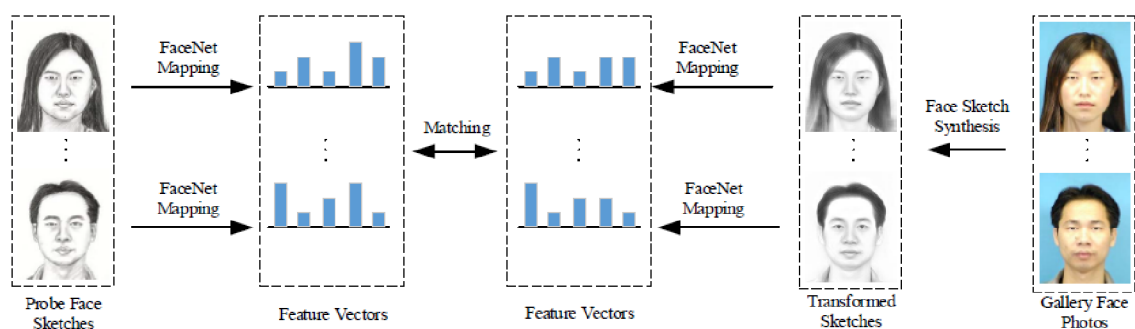 FaceNet
Mapping
FaceNet
Mapping
Face Sketch
Synthesis
Matching
FaceNet
Mapping
FaceNet
Mapping
Probe Face
Sketches
Feature Vectors
Feature Vectors
Transformed
Sketches
Gallery Face
Photos